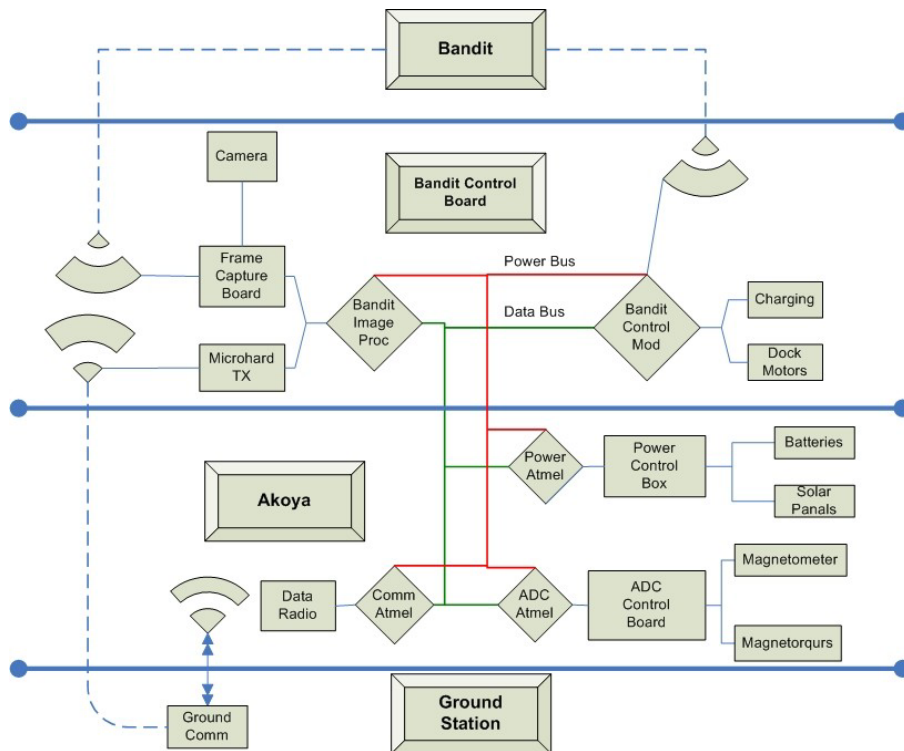 Bandit
Camera
Bandit Control
Board
Frame
Capture
Board
Power Bus
Bandit
Image
Proc
Data Bus
Bandit
Control
Mod
Charging
Microhard
TX
Dock
Motors
Power
Atmel
Power
Control
Box
Batteries
Solar
Panals
Akoya
Data
Radio
Comm
Atmel
ADC
Atmel
ADC
Control
Board
Magnetometer
Magnetorqurs
Ground
Comm
Ground
Station